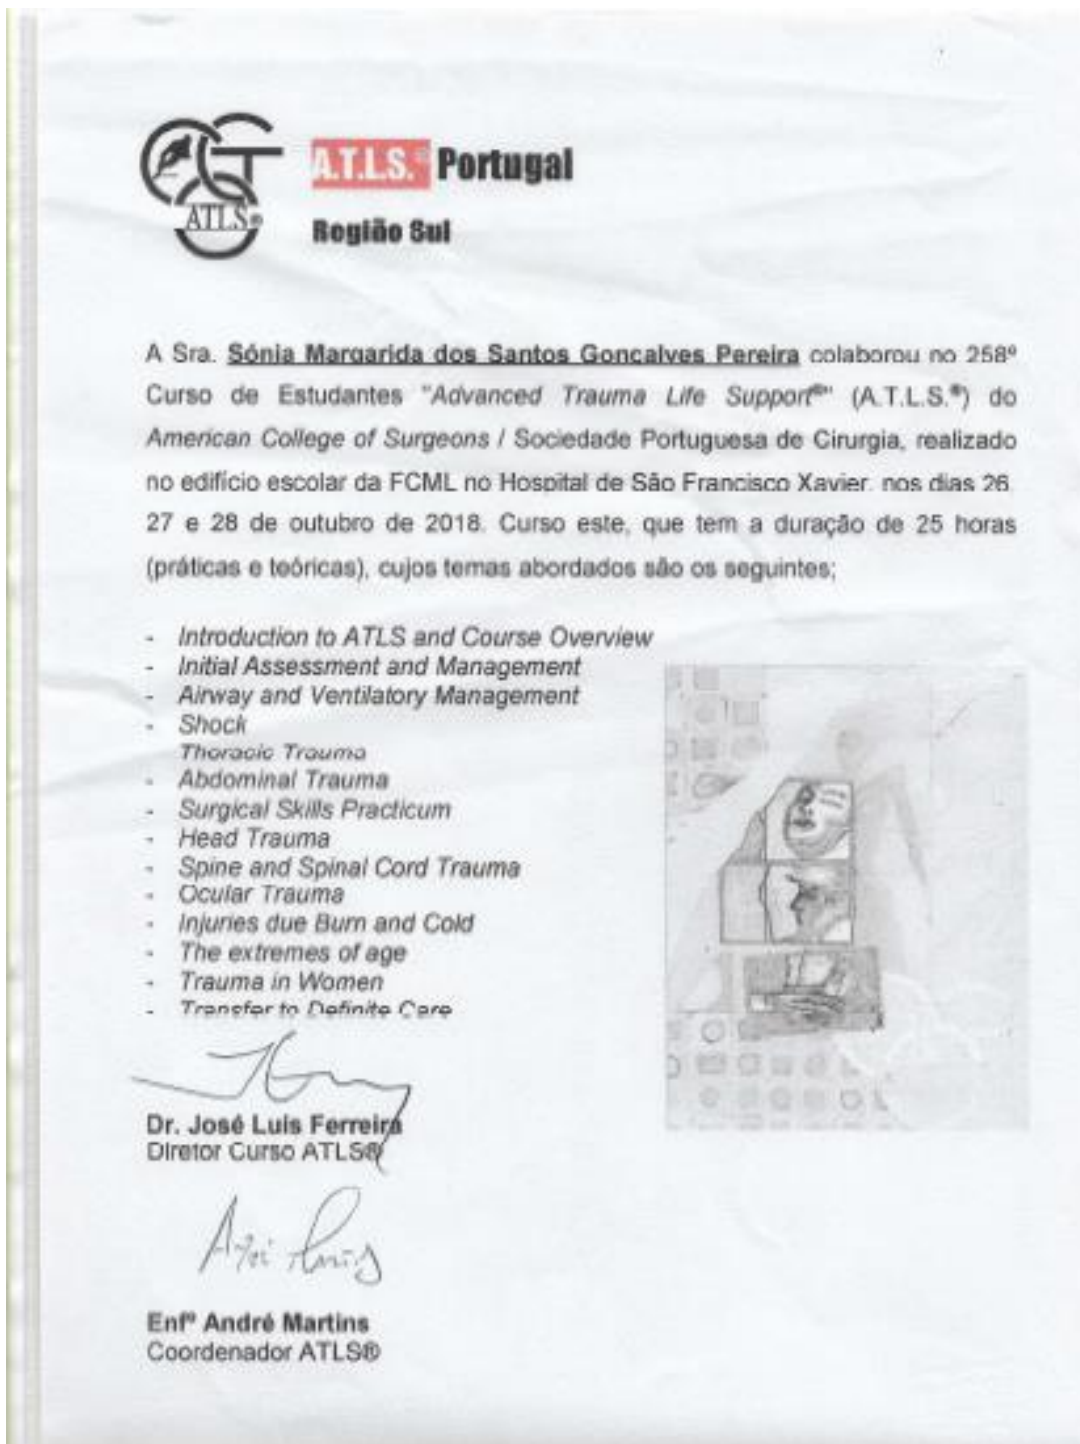 ATLS®
A.T.L.S.® Portugal
Região Sul
A Sra. Sónia Margarida dos Santos Gonçalves Pereira colaborou no 258º
Curso de Estudantes "Advanced Trauma Life Support®" (A.T.L.S.®) do
American College of Surgeons / Sociedade Portuguesa de Cirurgia, realizado
no edifício escolar da FCML no Hospital de São Francisco Xavier, nos dias 26,
27 e 28 de outubro de 2018. Curso este, que tem a duração de 25 horas
(práticas e teóricas), cujos temas abordados são os seguintes;
- Introduction to ATLS and Course Overview
- Initial Assessment and Management
- Airway and Ventilatory Management
- Shock
Thoracic Trauma
- Abdominal Trauma
- Surgical Skills Practicum
- Head Trauma
- Spine and Spinal Cord Trauma
- Ocular Trauma
- Injuries due Burn and Cold
- The extremes of age
- Trauma in Women
- Transfer to Definite Care
Dr. José Luis Ferreira
Diretor Curso ATLS®
Enfº André Martins
Coordenador ATLS®